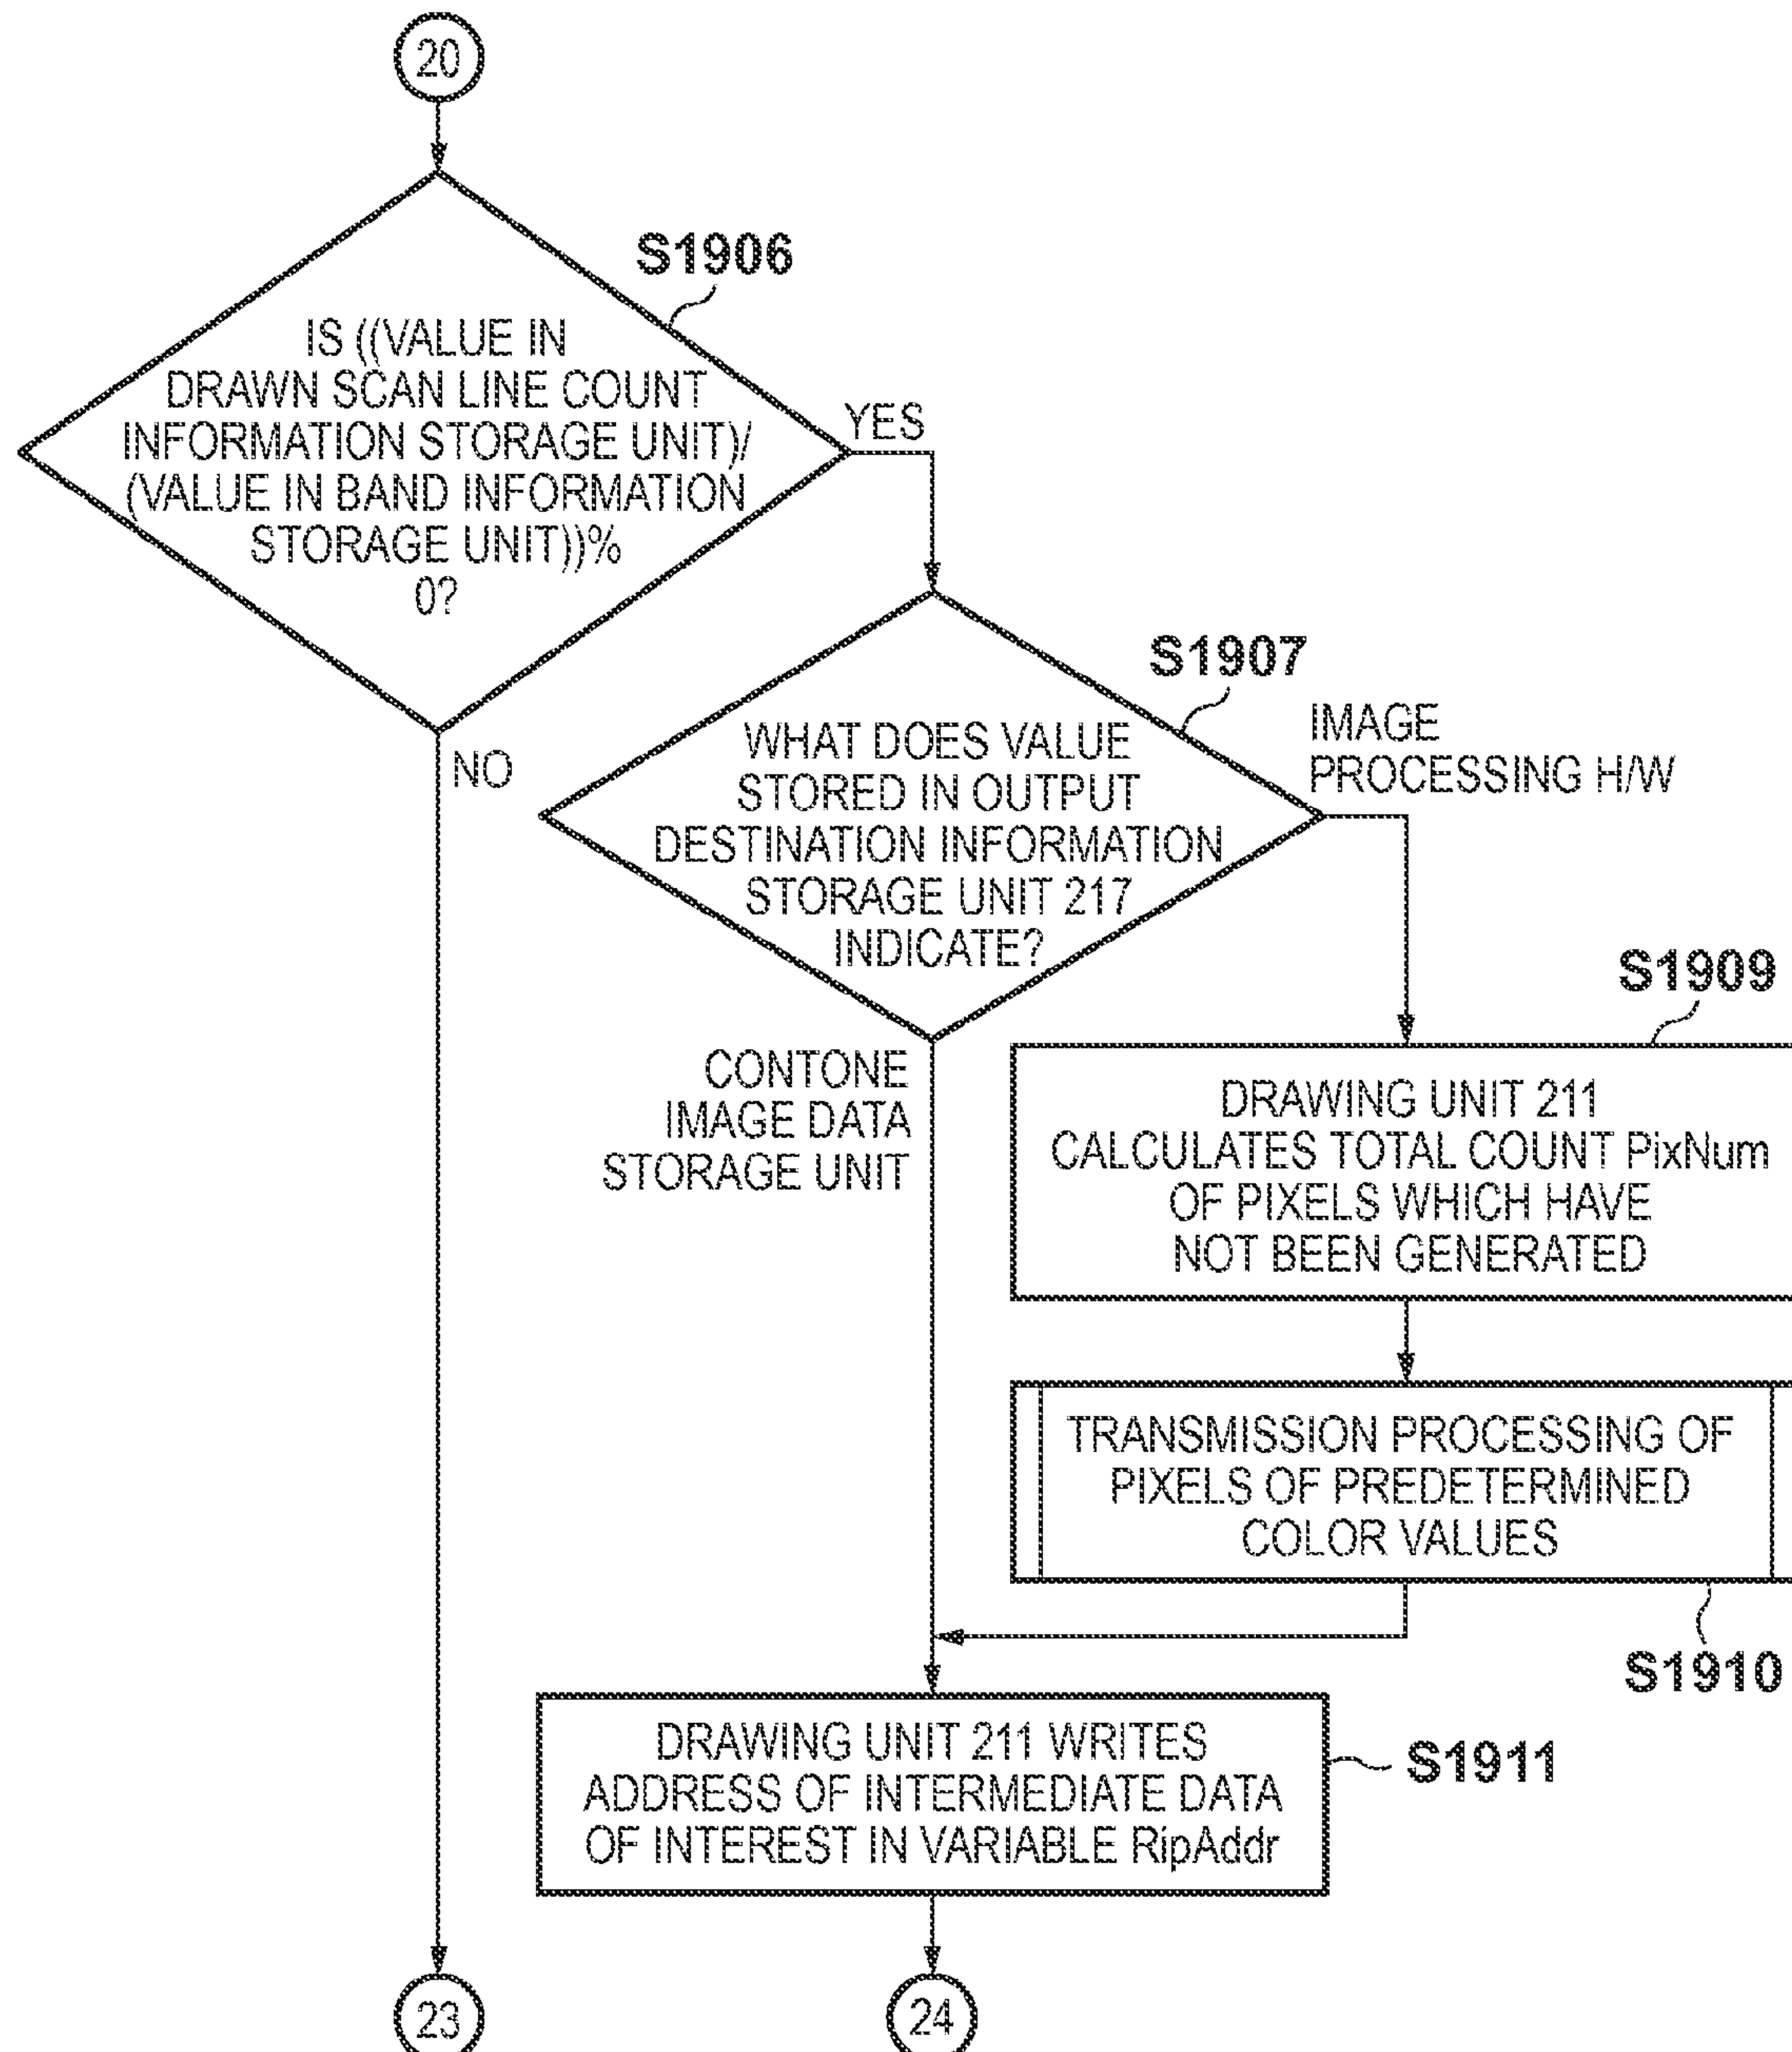 20
S1906
IS ((VALUE IN
DRAWN SCAN LINE COUNT
INFORMATION STORAGE UNIT)/
(VALUE IN BAND INFORMATION
STORAGE UNIT))%
0?
YES
NO
S1907
WHAT DOES VALUE
STORED IN OUTPUT
DESTINATION INFORMATION
STORAGE UNIT 217
INDICATE?
IMAGE
PROCESSING H/W
CONTONE
IMAGE DATA
STORAGE UNIT
S1909
DRAWING UNIT 211
CALCULATES TOTAL COUNT PixNum
OF PIXELS WHICH HAVE
NOT BEEN GENERATED
TRANSMISSION PROCESSING OF
PIXELS OF PREDETERMINED
COLOR VALUES
S1910
DRAWING UNIT 211 WRITES
ADDRESS OF INTERMEDIATE DATA
OF INTEREST IN VARIABLE RipAddr
S1911
23
24